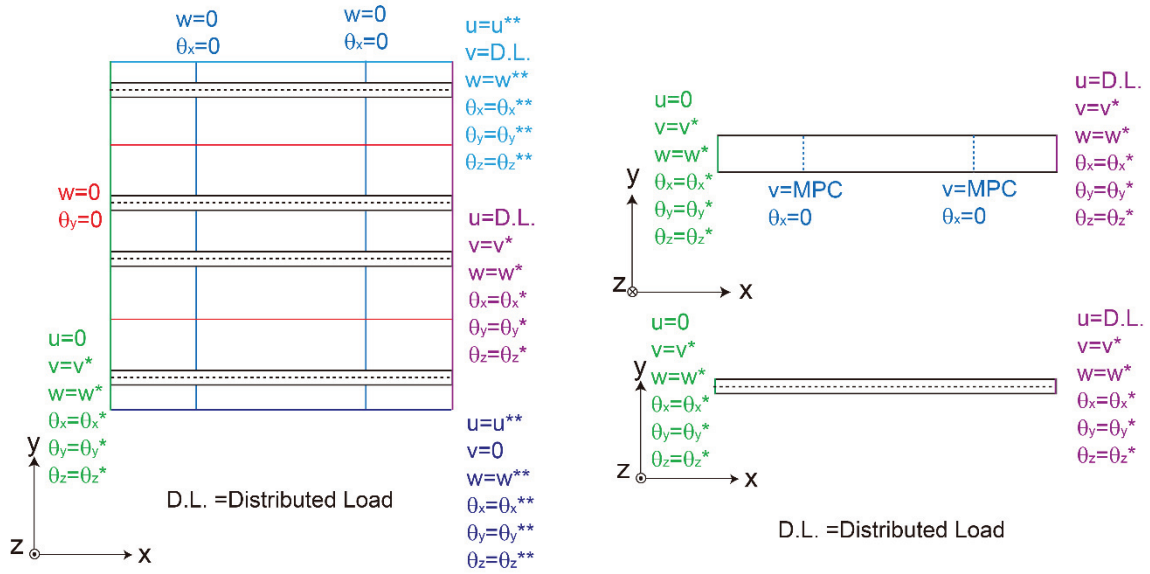 w=0
θx=0
w=0
θx=0
u=u**
v=D.L.
w=w**
θx=θx**
θy=θy**
θz=θz**
w=0
θy=0
u=D.L.
v=v*
w=w*
θx=θx*
θy=θy*
θz=θz*
u=0
v=v*
w=w*
θx=θx*
θy=θy*
θz=θz*
u=u**
v=0
w=w**
θx=θx**
θy=θy**
θz=θz**
y
z
x
D.L. =Distributed Load
u=0
v=v*
w=w*
θx=θx*
θy=θy*
θz=θz*
u=D.L.
v=v*
w=w*
θx=θx*
θy=θy*
θz=θz*
v=MPC
θx=0
v=MPC
θx=0
y
z
x
u=0
v=v*
w=w*
θx=θx*
θy=θy*
θz=θz*
u=D.L.
v=v*
w=w*
θx=θx*
θy=θy*
θz=θz*
y
z
x
D.L. =Distributed Load